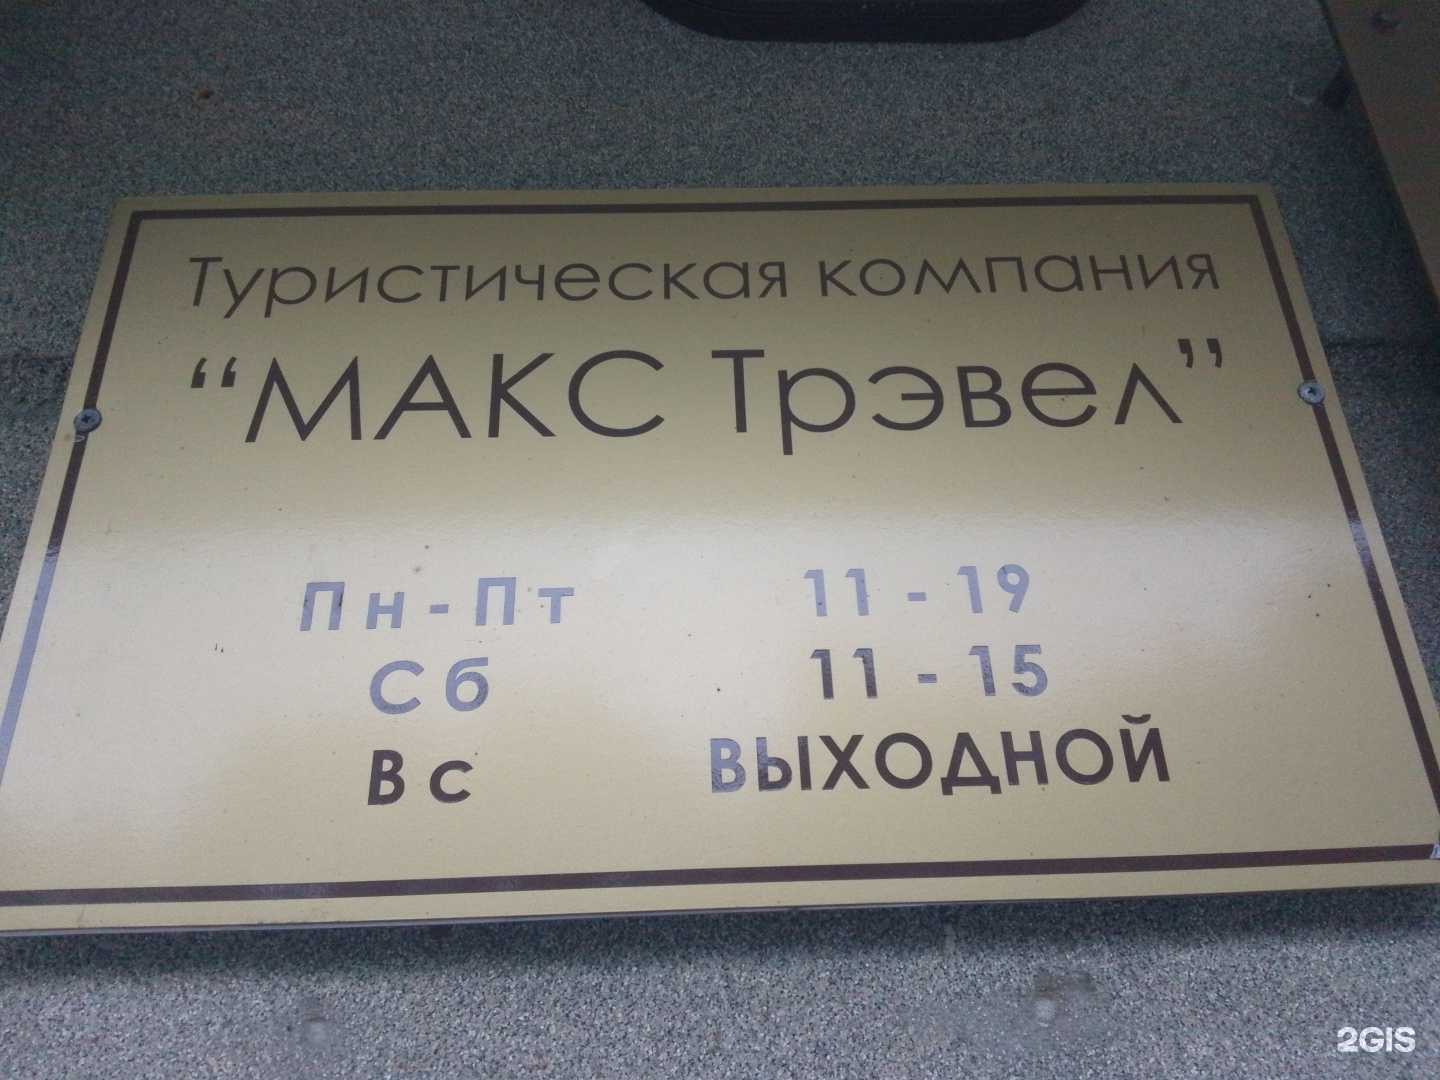 Туристическая компания
“МАКС Трэвел”
Пн - Пт 11 - 19
Сб 11 - 15
Вс ВЫХОДНОЙ
2GIS